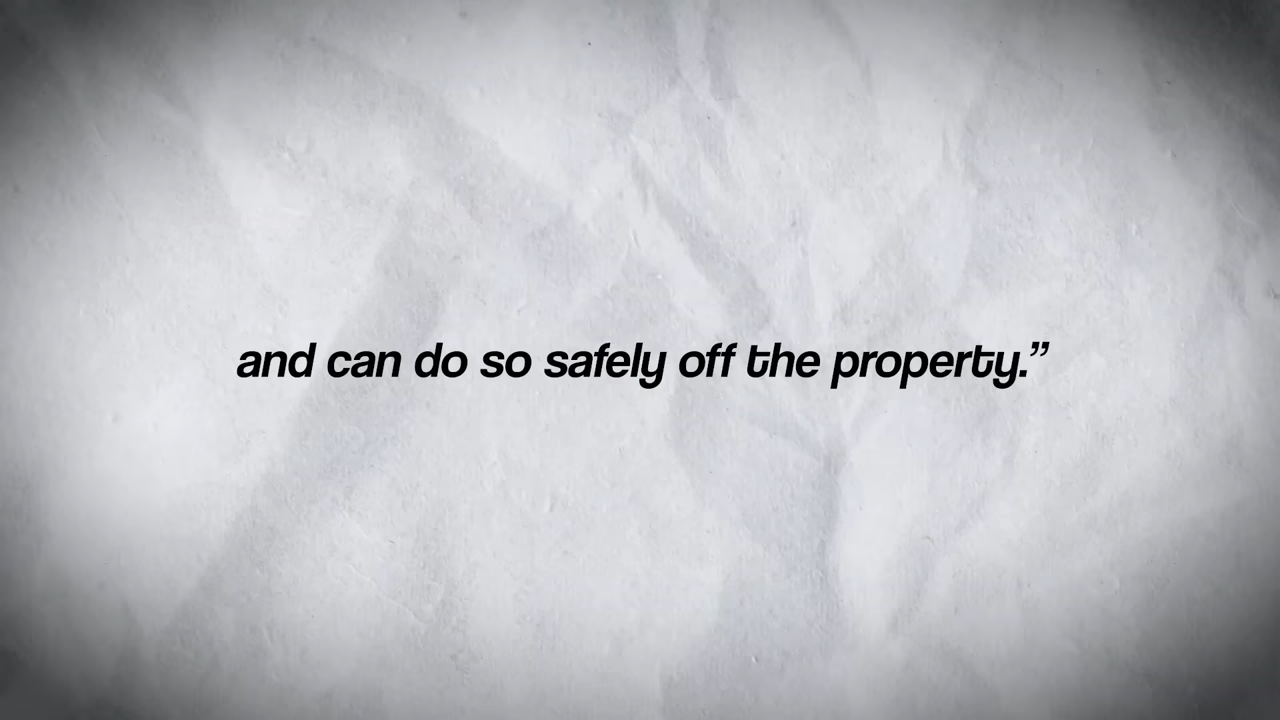 and can do so safely off the property.”